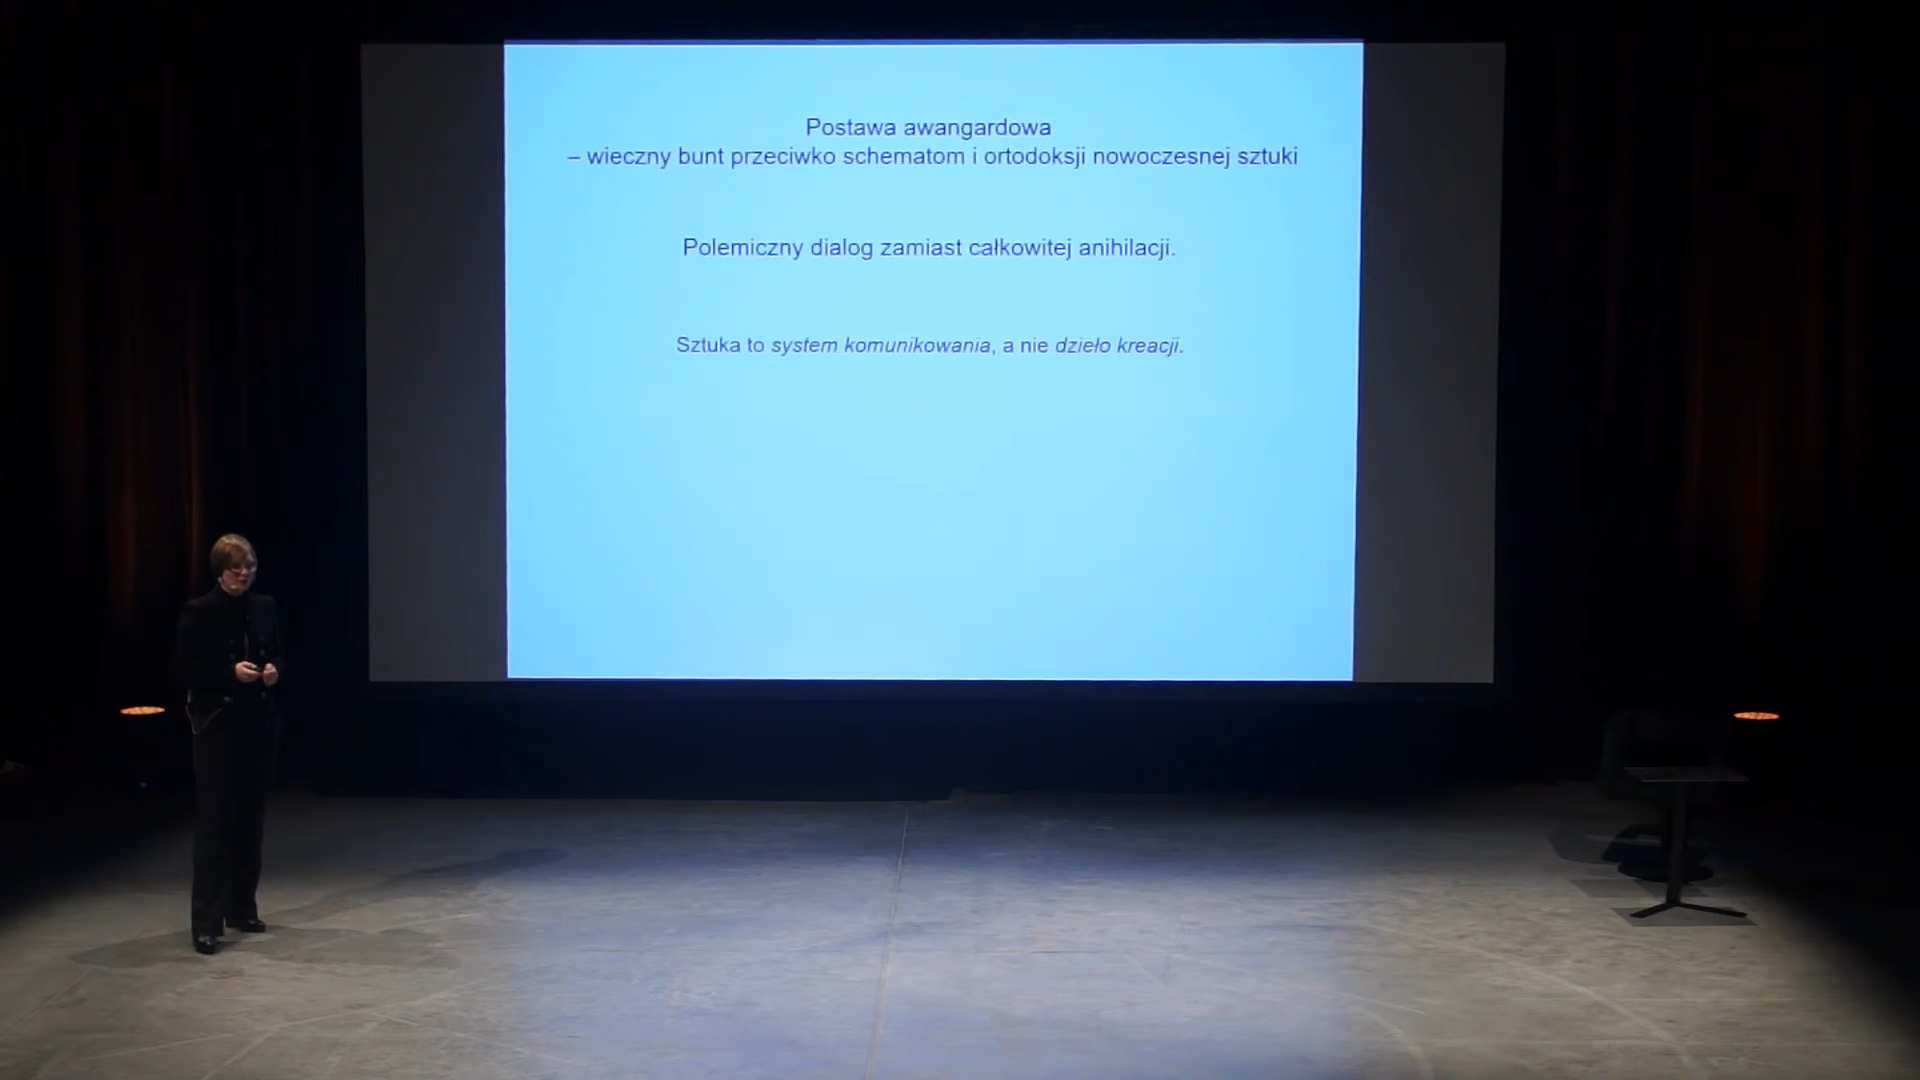 Postawa awangardowa
– wieczny bunt przeciwko schematom i ortodoksji nowoczesnej sztuki
Polemiczny dialog zamiast całkowitej anihilacji.
Sztuka to system komunikowania, a nie dzieło kreacji.